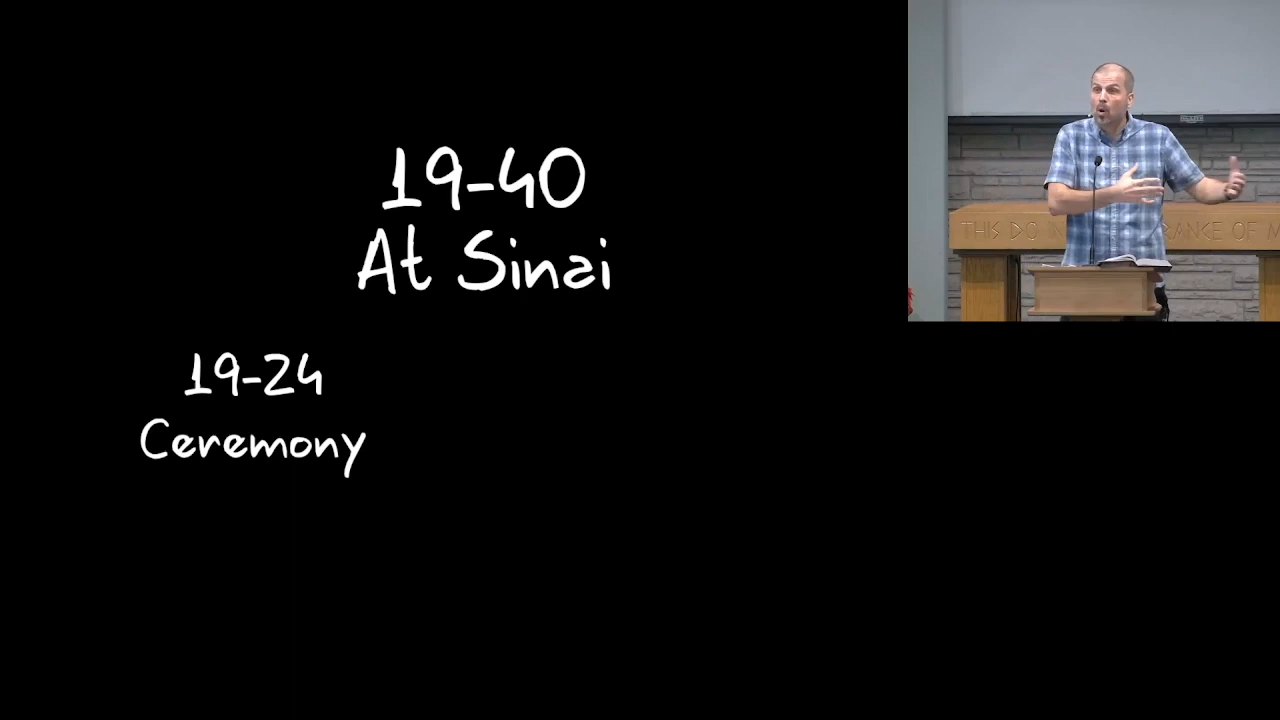 19-40
At Sinai
19-24
Ceremony
THIS DO IN
RANCE OF M